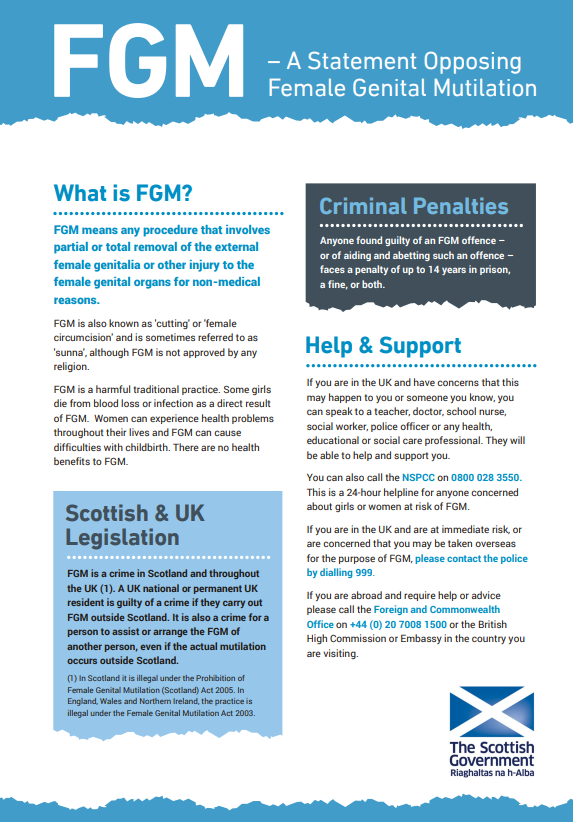 FGM
– A Statement Opposing
Female Genital Mutilation
What is FGM?
FGM means any procedure that involves
partial or total removal of the external
female genitalia or other injury to the
female genital organs for non-medical
reasons.
FGM is also known as 'cutting' or 'female
circumcision' and is sometimes referred to as
'sunna', although FGM is not approved by any
religion.
FGM is a harmful traditional practice. Some girls
die from blood loss or infection as a direct result
of FGM. Women can experience health problems
throughout their lives and FGM can cause
difficulties with childbirth. There are no health
benefits to FGM.
Scottish & UK
Legislation
FGM is a crime in Scotland and throughout
the UK (1). A UK national or permanent UK
resident is guilty of a crime if they carry out
FGM outside Scotland. It is also a crime for a
person to assist or arrange the FGM of
another person, even if the actual mutilation
occurs outside Scotland.
(1) In Scotland it is illegal under the Prohibition of
Female Genital Mutilation (Scotland) Act 2005. In
England, Wales and Northern Ireland, the practice is
illegal under the Female Genital Mutilation Act 2003.
Criminal Penalties
Anyone found guilty of an FGM offence –
or of aiding and abetting such an offence –
faces a penalty of up to 14 years in prison,
a fine, or both.
Help & Support
If you are in the UK and have concerns that this
may happen to you or someone you know, you
can speak to a teacher, doctor, school nurse,
social worker, police officer or any health,
educational or social care professional. They will
be able to help and support you.
You can also call the NSPCC on 0800 028 3550.
This is a 24-hour helpline for anyone concerned
about girls or women at risk of FGM.
If you are in the UK and are at immediate risk, or
are concerned that you may be taken overseas
for the purpose of FGM, please contact the police
by dialling 999.
If you are abroad and require help or advice
please call the Foreign and Commonwealth
Office on +44 (0) 20 7008 1500 or the British
High Commission or Embassy in the country you
are visiting.
The Scottish
Government
Riaghaltas na h-Alba